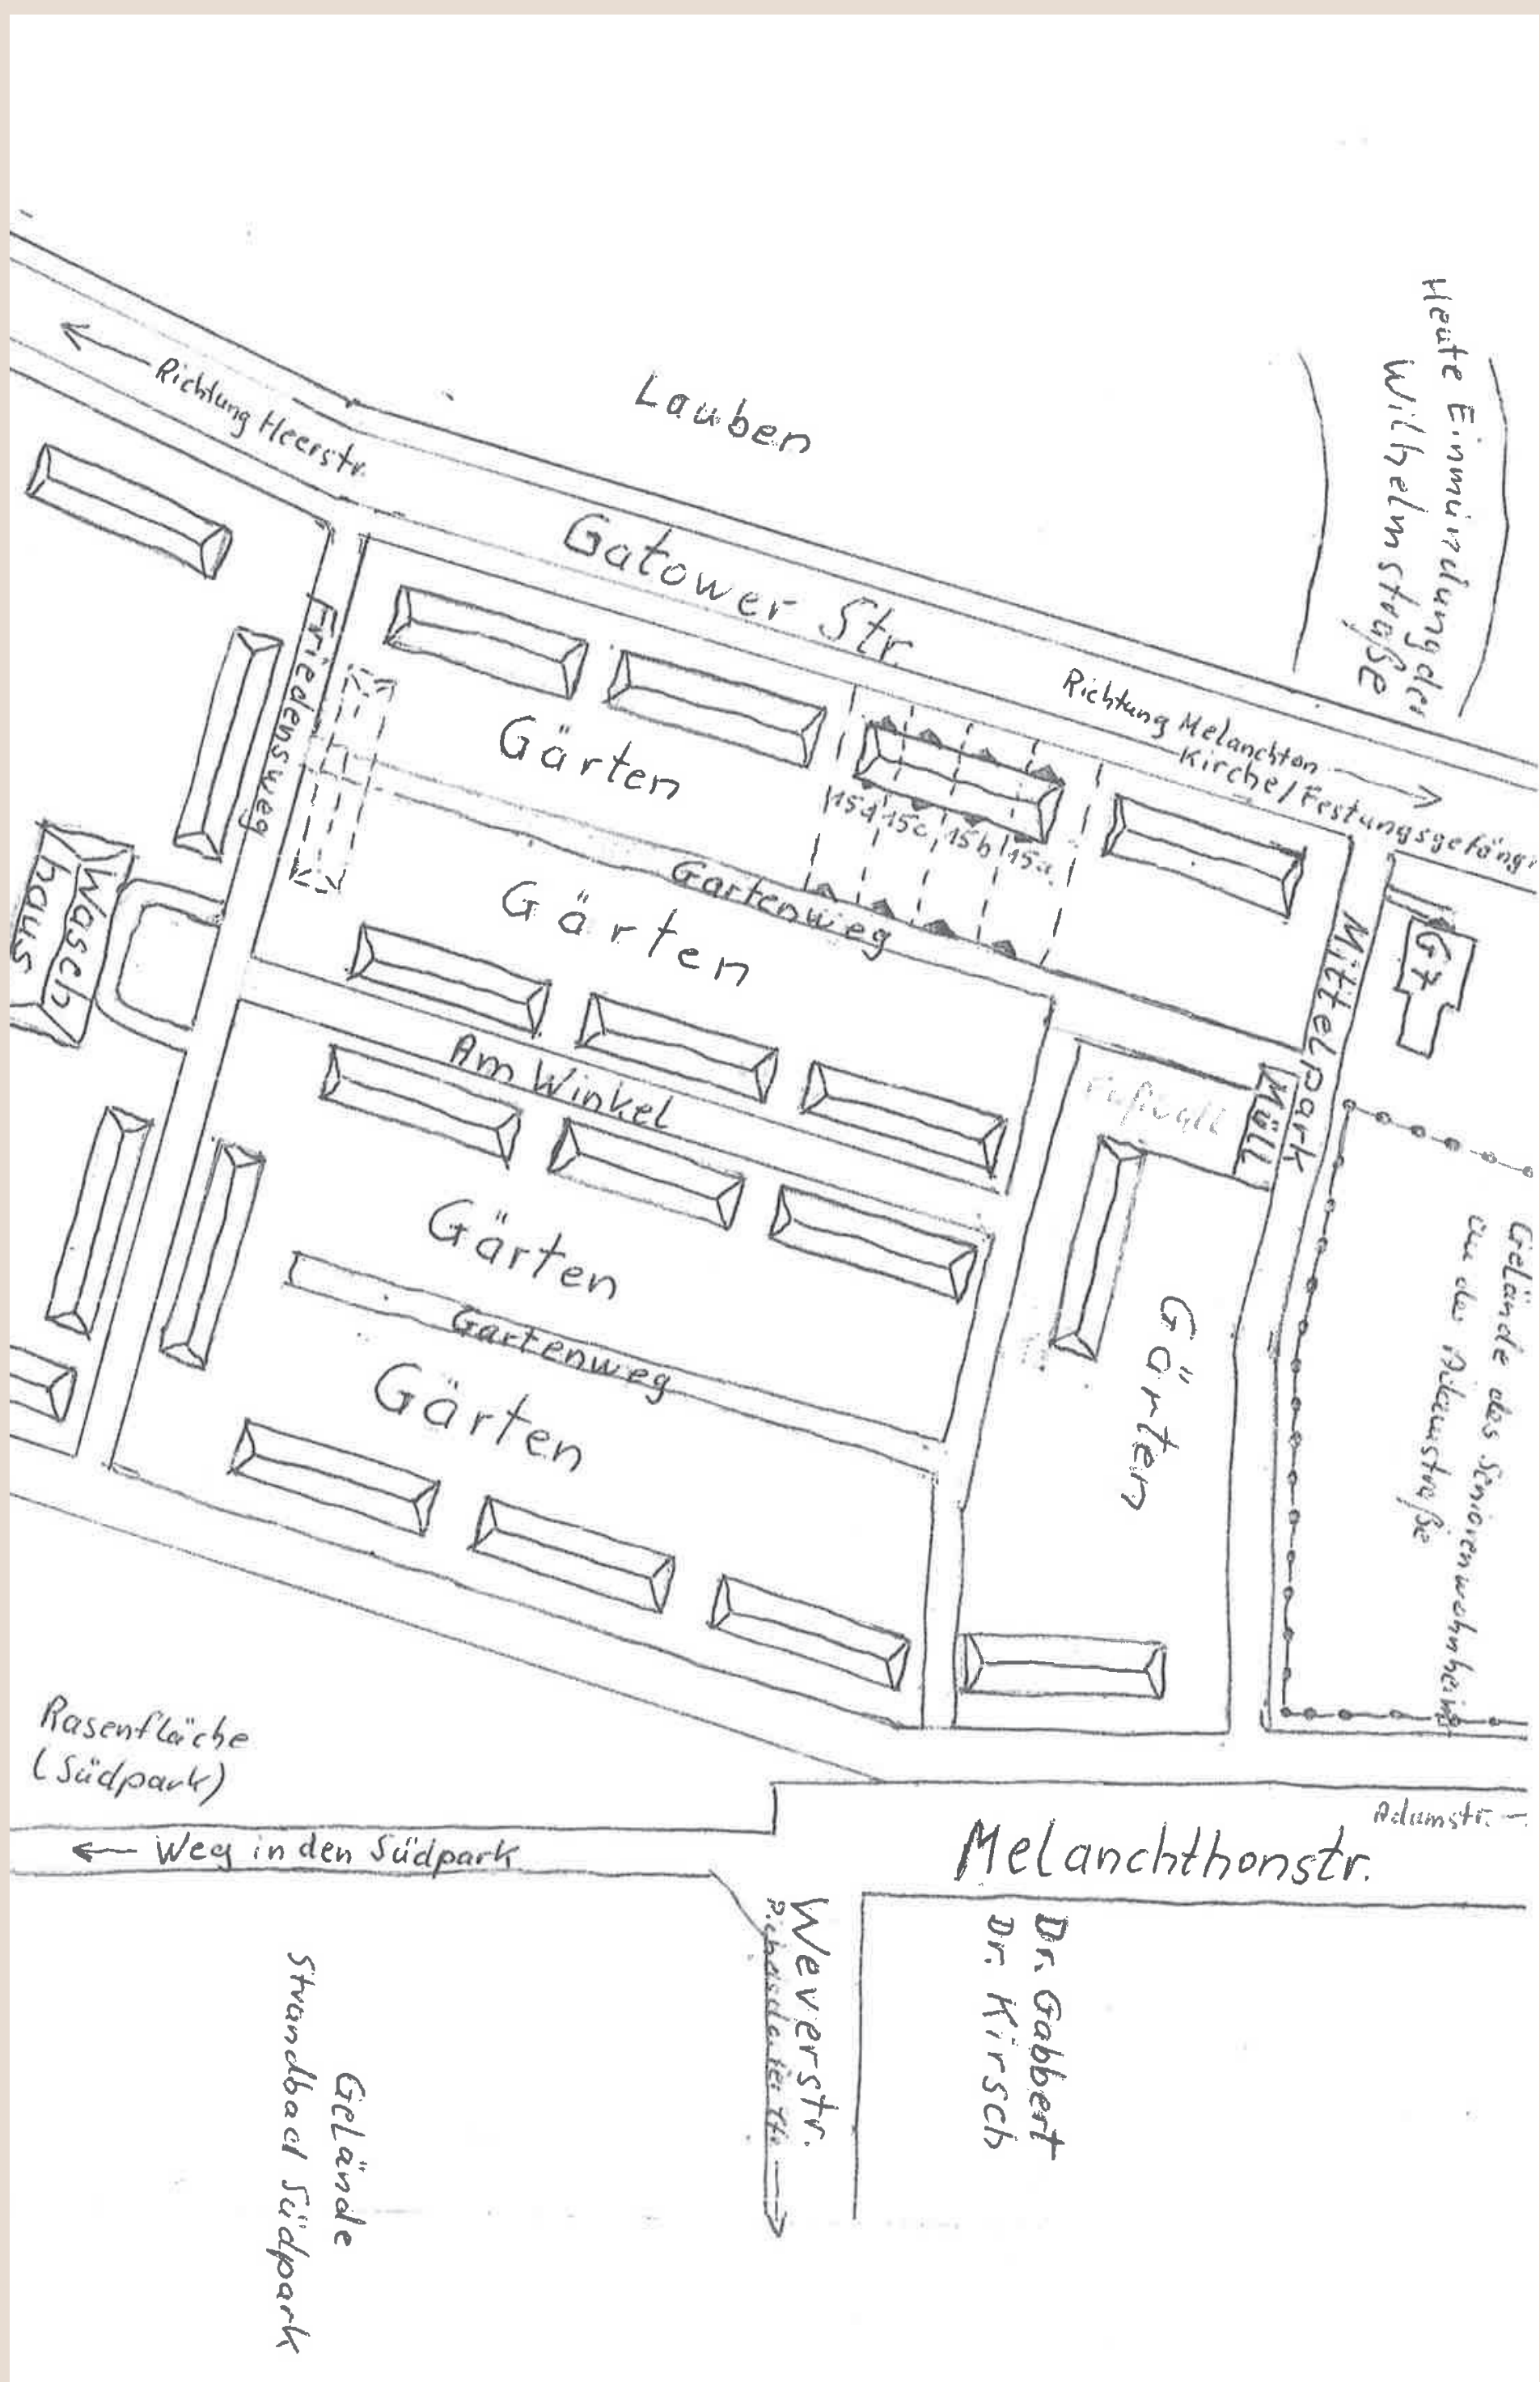 Heute Einmündung der
Wilhelmstraße
Lauben
Richtung Heerstr.
Gatower Str.
Richtung Melanchton
Kirche/Festungsgefäng
Friedensweg
Gärten
15d 15c 15b 15a
Gartenweg
Gärten
Wasch
haus
Mittelpark
G7
Am Winkel
Müll
Gelände des Seniorenwohnheims
an der Adamstraße
Gärten
Gartenweg
Gärten
Gärten
Rasenfläche
(Südpark)
← Weg in den Südpark
Adamstr.
Melanchthonstr.
Weverstr.
Dr. Gabbert
Dr. Kirsch
Gelände
Strandbad Südpark